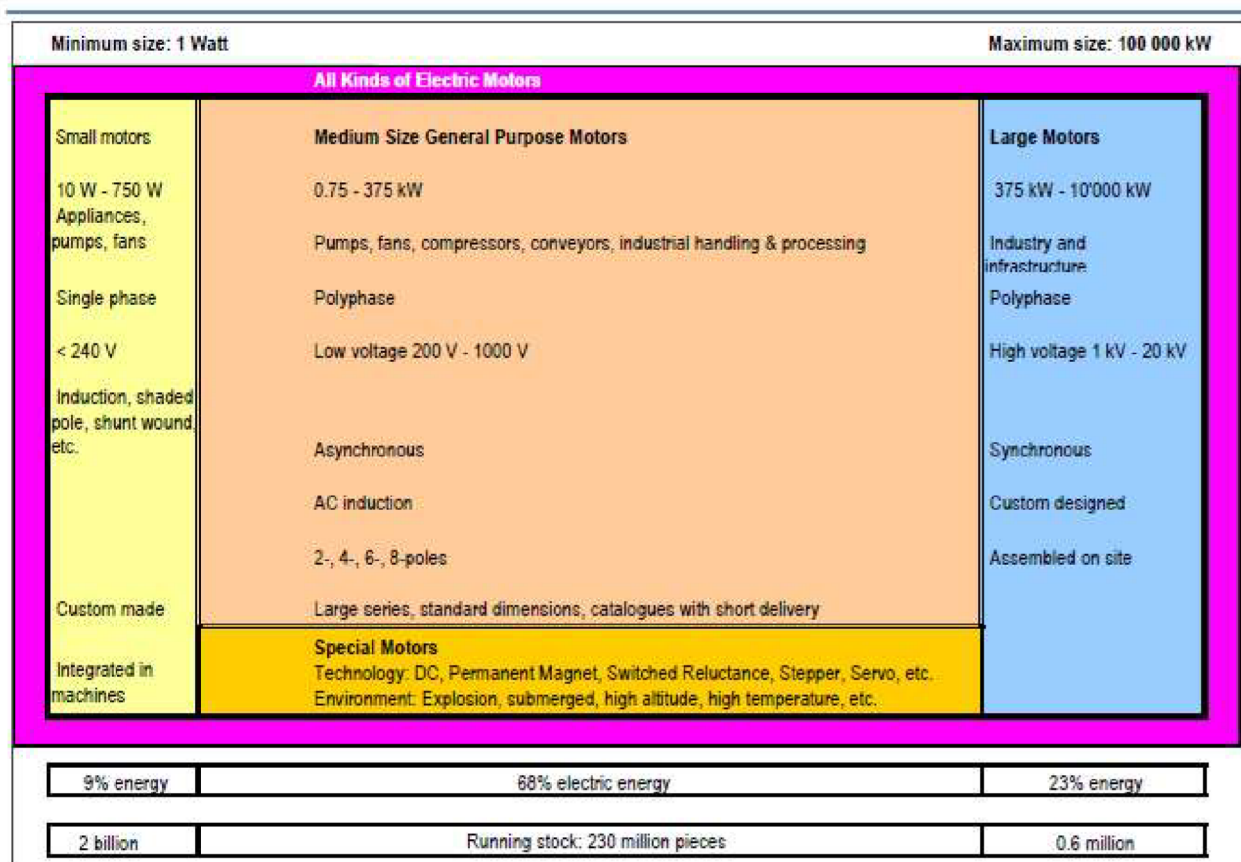 Minimum size: 1 Watt
Maximum size: 100 000 kW
All Kinds of Electric Motors
Small motors
10 W - 750 W
Appliances,
pumps, fans
Single phase
< 240 V
Induction, shaded
pole, shunt wound,
etc.
Custom made
Integrated in
machines
Medium Size General Purpose Motors
0.75 - 375 kW
Pumps, fans, compressors, conveyors, industrial handling & processing
Polyphase
Low voltage 200 V - 1000 V
Asynchronous
AC induction
2-, 4-, 6-, 8-poles
Large series, standard dimensions, catalogues with short delivery
Special Motors
Technology: DC, Permanent Magnet, Switched Reluctance, Stepper, Servo, etc.
Environment: Explosion, submerged, high altitude, high temperature, etc.
Large Motors
375 kW - 10'000 kW
Industry and
infrastructure
Polyphase
High voltage 1 kV - 20 kV
Synchronous
Custom designed
Assembled on site
9% energy
68% electric energy
23% energy
2 billion
Running stock: 230 million pieces
0.6 million